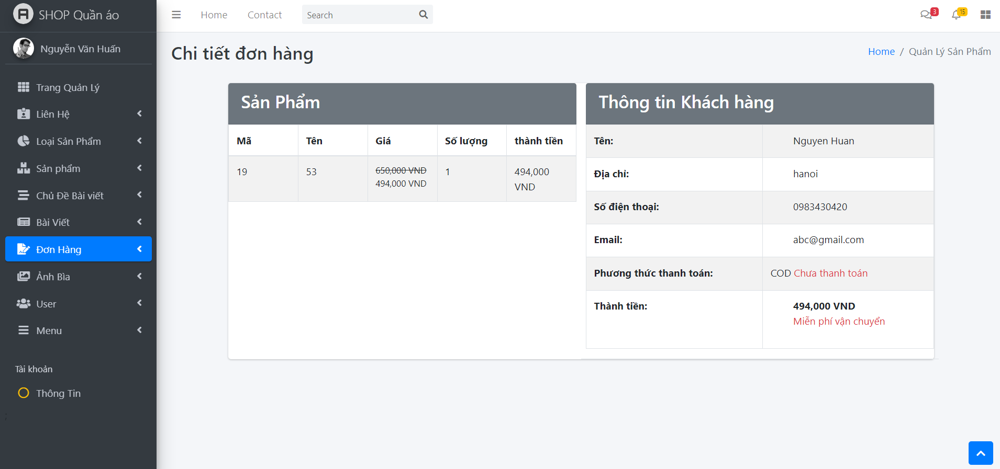 SHOP Quần áo
Nguyễn Văn Huấn
Trang Quản Lý
Liên Hệ
Loại Sản Phẩm
Sản phẩm
Chủ Đề Bài viết
Bài Viết
Đơn Hàng
Ảnh Bìa
User
Menu
Tài khoản
Thông Tin
;
Home Contact Search 3 15
Chi tiết đơn hàng
Home / Quản Lý Sản Phẩm
Sản Phẩm
Mã Tên Giá Số lượng thành tiền
19 53 650,000 VND 1 494,000
494,000 VND VND
Thông tin Khách hàng
Tên: Nguyen Huan
Địa chỉ: hanoi
Số điện thoại: 0983430420
Email: abc@gmail.com
Phương thức thanh toán: COD Chưa thanh toán
Thành tiền: 494,000 VND
Miễn phí vận chuyển